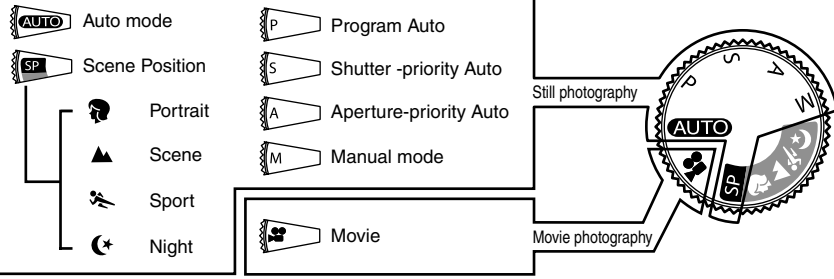 AUTO Auto mode
SP Scene Position
Portrait
Scene
Sport
Night
P Program Auto
S Shutter -priority Auto
A Aperture-priority Auto
M Manual mode
Movie
Still photography
Movie photography
P S A M
AUTO
SP